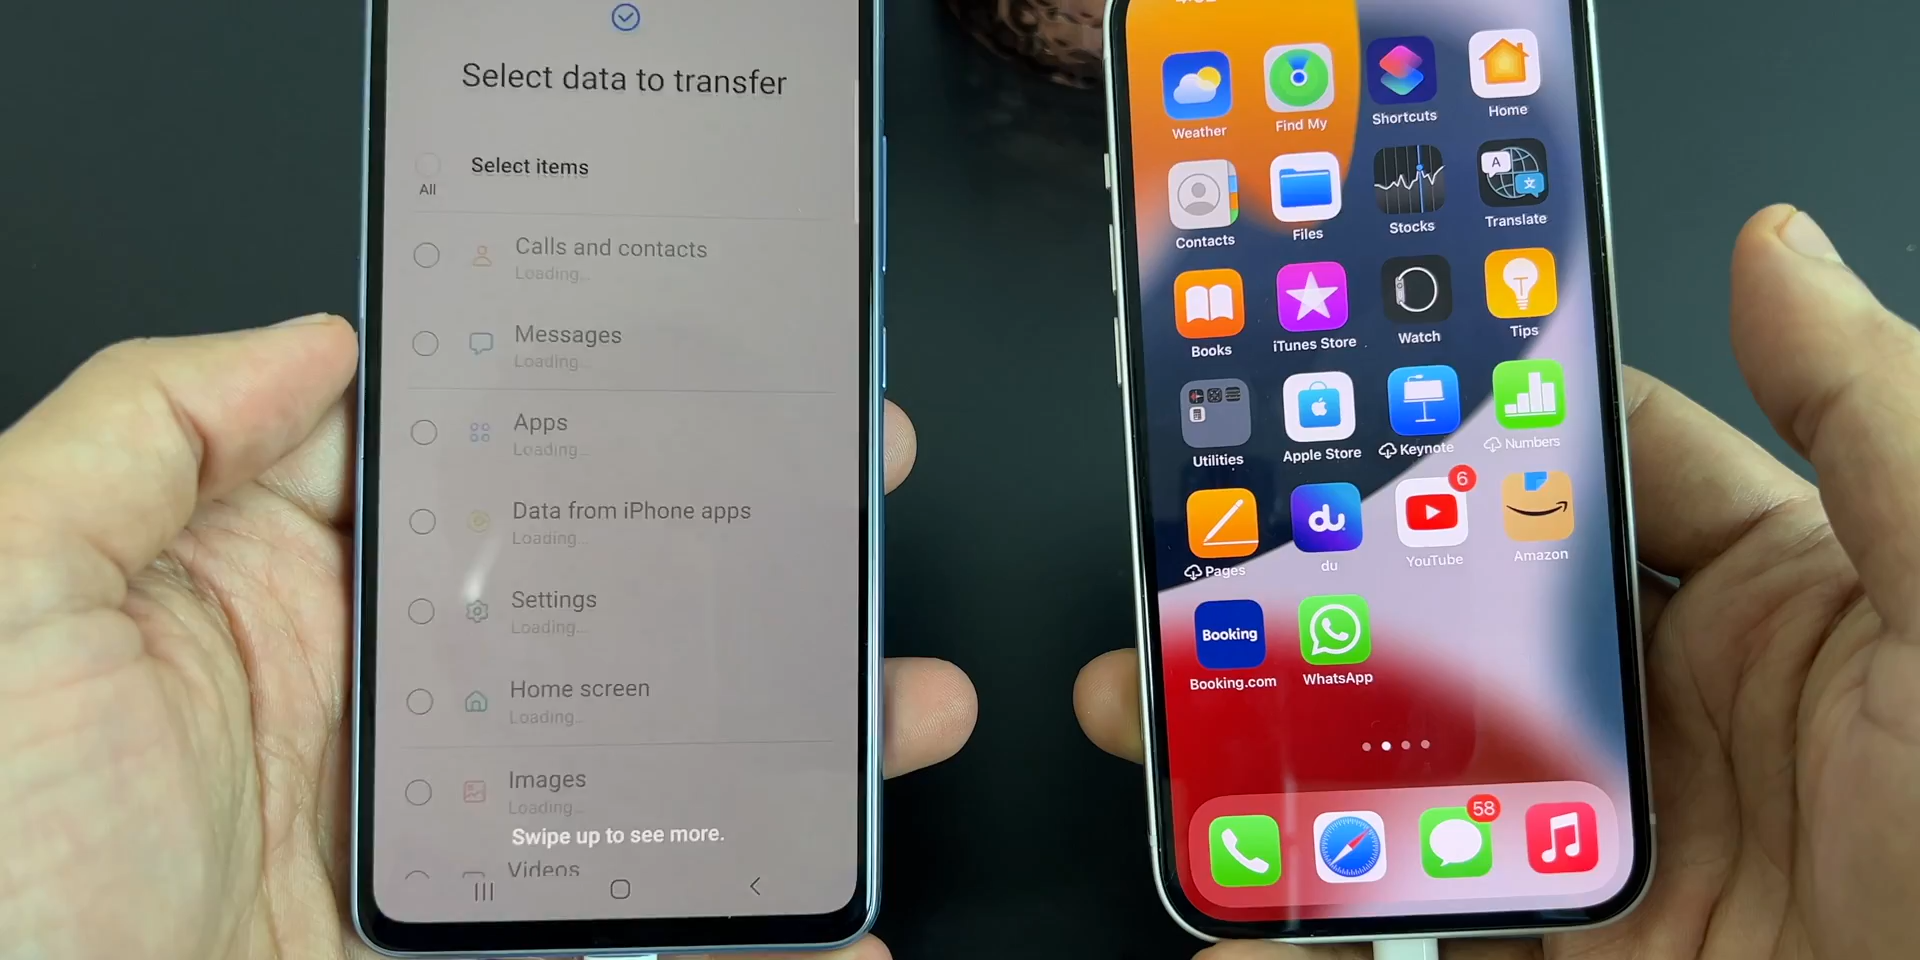 Select data to transfer
All
Select items
Calls and contacts
Loading...
Messages
Loading...
Apps
Loading...
Data from iPhone apps
Loading...
Settings
Loading...
Home screen
Loading...
Images
Loading...
Swipe up to see more.
Videos
Weather
Find My
Shortcuts
Home
A
文
Contacts
Files
Stocks
Translate
T
Books
iTunes Store
Watch
Tips
Utilities
Apple Store
Keynote
Numbers
du
6
Pages
du
YouTube
Amazon
Booking
Booking.com
WhatsApp
58